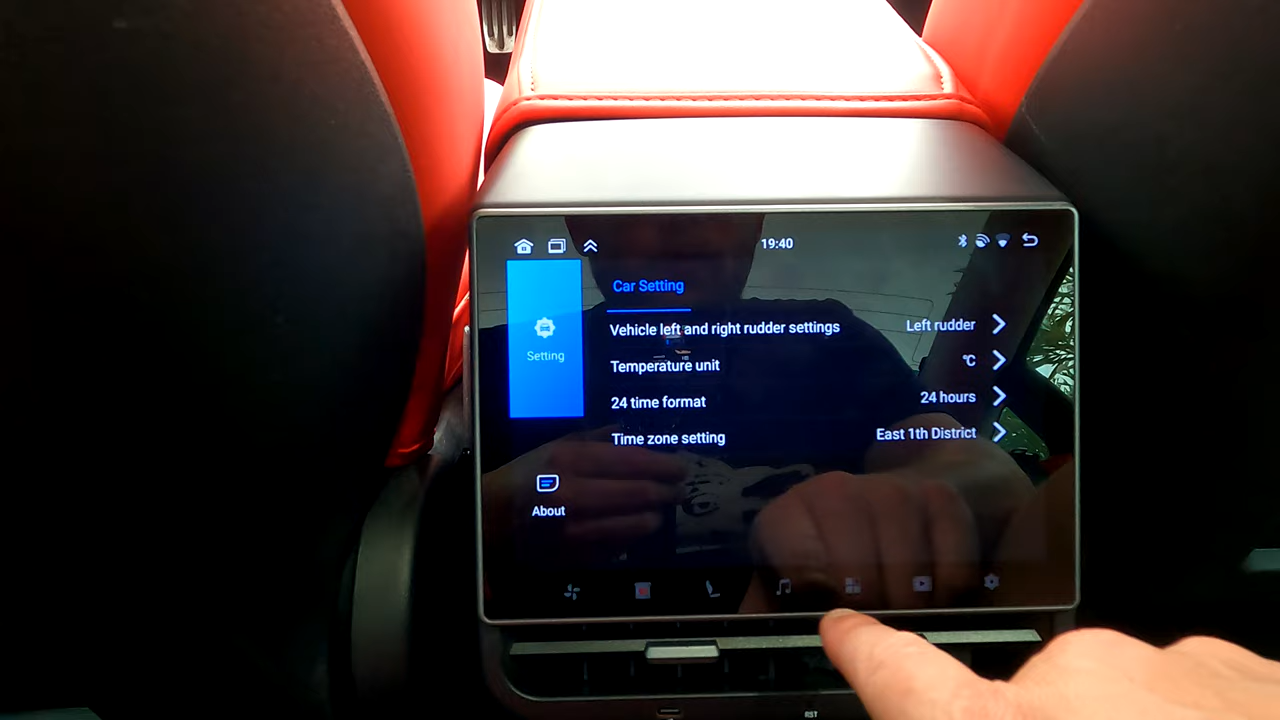 19:40
Car Setting
Setting
Vehicle left and right rudder settings Left rudder
Temperature unit °C
24 time format 24 hours
Time zone setting East 1th District
About
RST